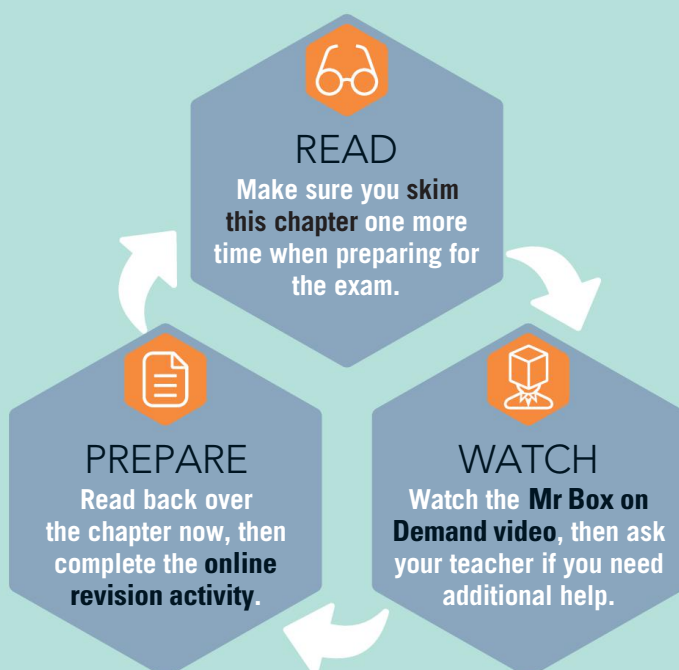 READ
Make sure you skim
this chapter one more
time when preparing for
the exam.
PREPARE
Read back over
the chapter now, then
complete the online
revision activity.
WATCH
Watch the Mr Box on
Demand video, then ask
your teacher if you need
additional help.